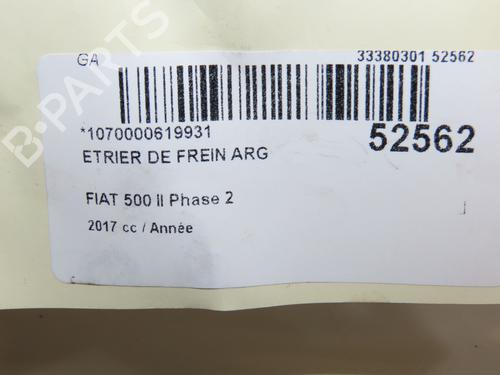 GA 33380301 52562
*1070000619931
52562
ETRIER DE FREIN ARG
FIAT 500 II Phase 2
2017 cc / Année
B-PARTS